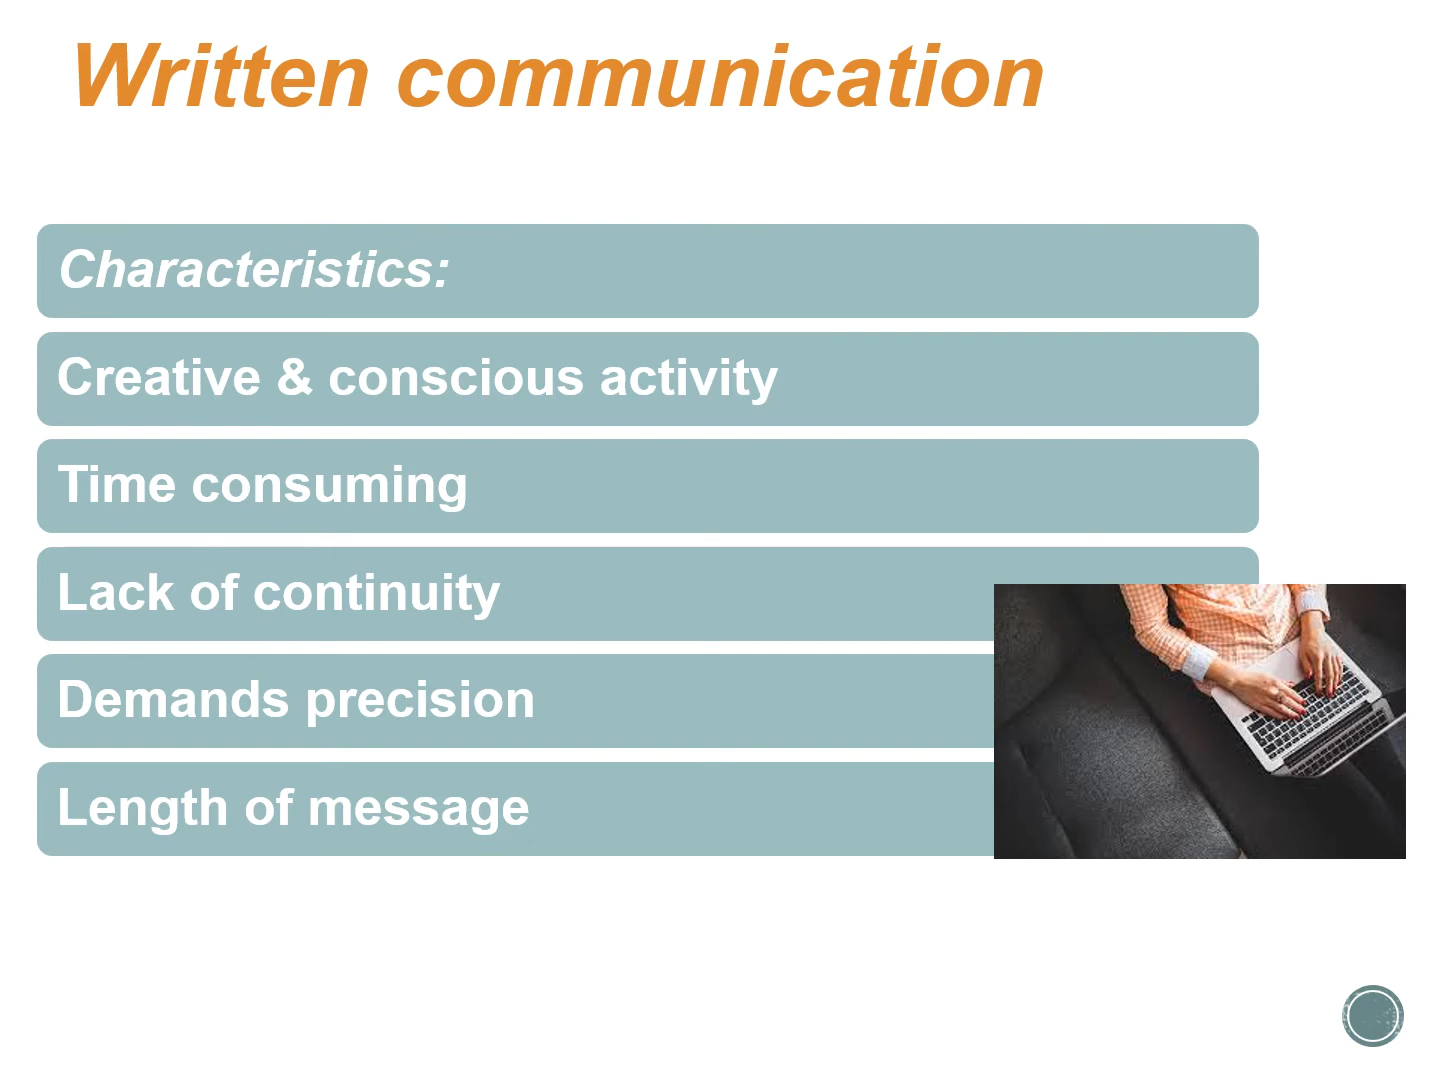 Written communication
Characteristics:
Creative & conscious activity
Time consuming
Lack of continuity
Demands precision
Length of message